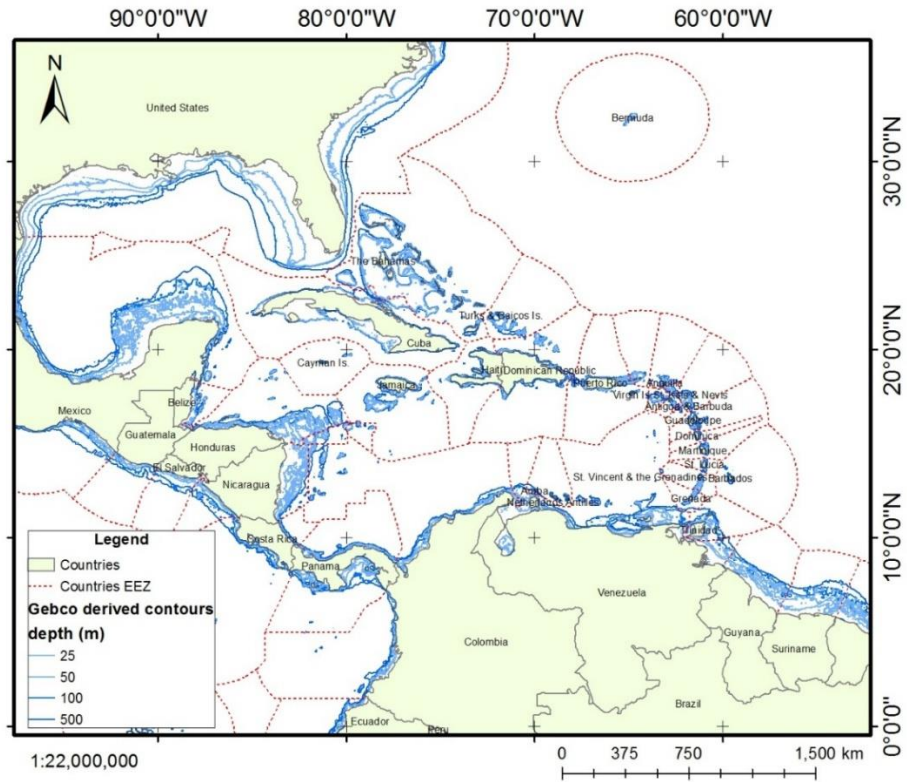 90°0'0"W 80°0'0"W 70°0'0"W 60°0'0"W
N
United States
Bermuda
30°0'0"N
The Bahamas
Turks & Caicos Is.
20°0'0"N
Cuba
Cayman Is.
Haiti Dominican Republic
Jamaica
Puerto Rico
Anguilla
Virgin Is.
St. Kitts & Nevis
Antigua & Barbuda
Guadeloupe
Dominica
Martinique
St. Lucia
St. Vincent & the Grenadines
Barbados
Grenada
Mexico
Belize
Guatemala
Honduras
El Salvador
Nicaragua
Aruba
Netherlands Antilles
Trinidad
10°0'0"N
Costa Rica
Panama
Venezuela
Colombia
Guyana
Suriname
Brazil
Ecuador
Peru
0°0'0"
Legend
Countries
Countries EEZ
Gebco derived contours
depth (m)
25
50
100
500
1:22,000,000
0 375 750 1,500 km